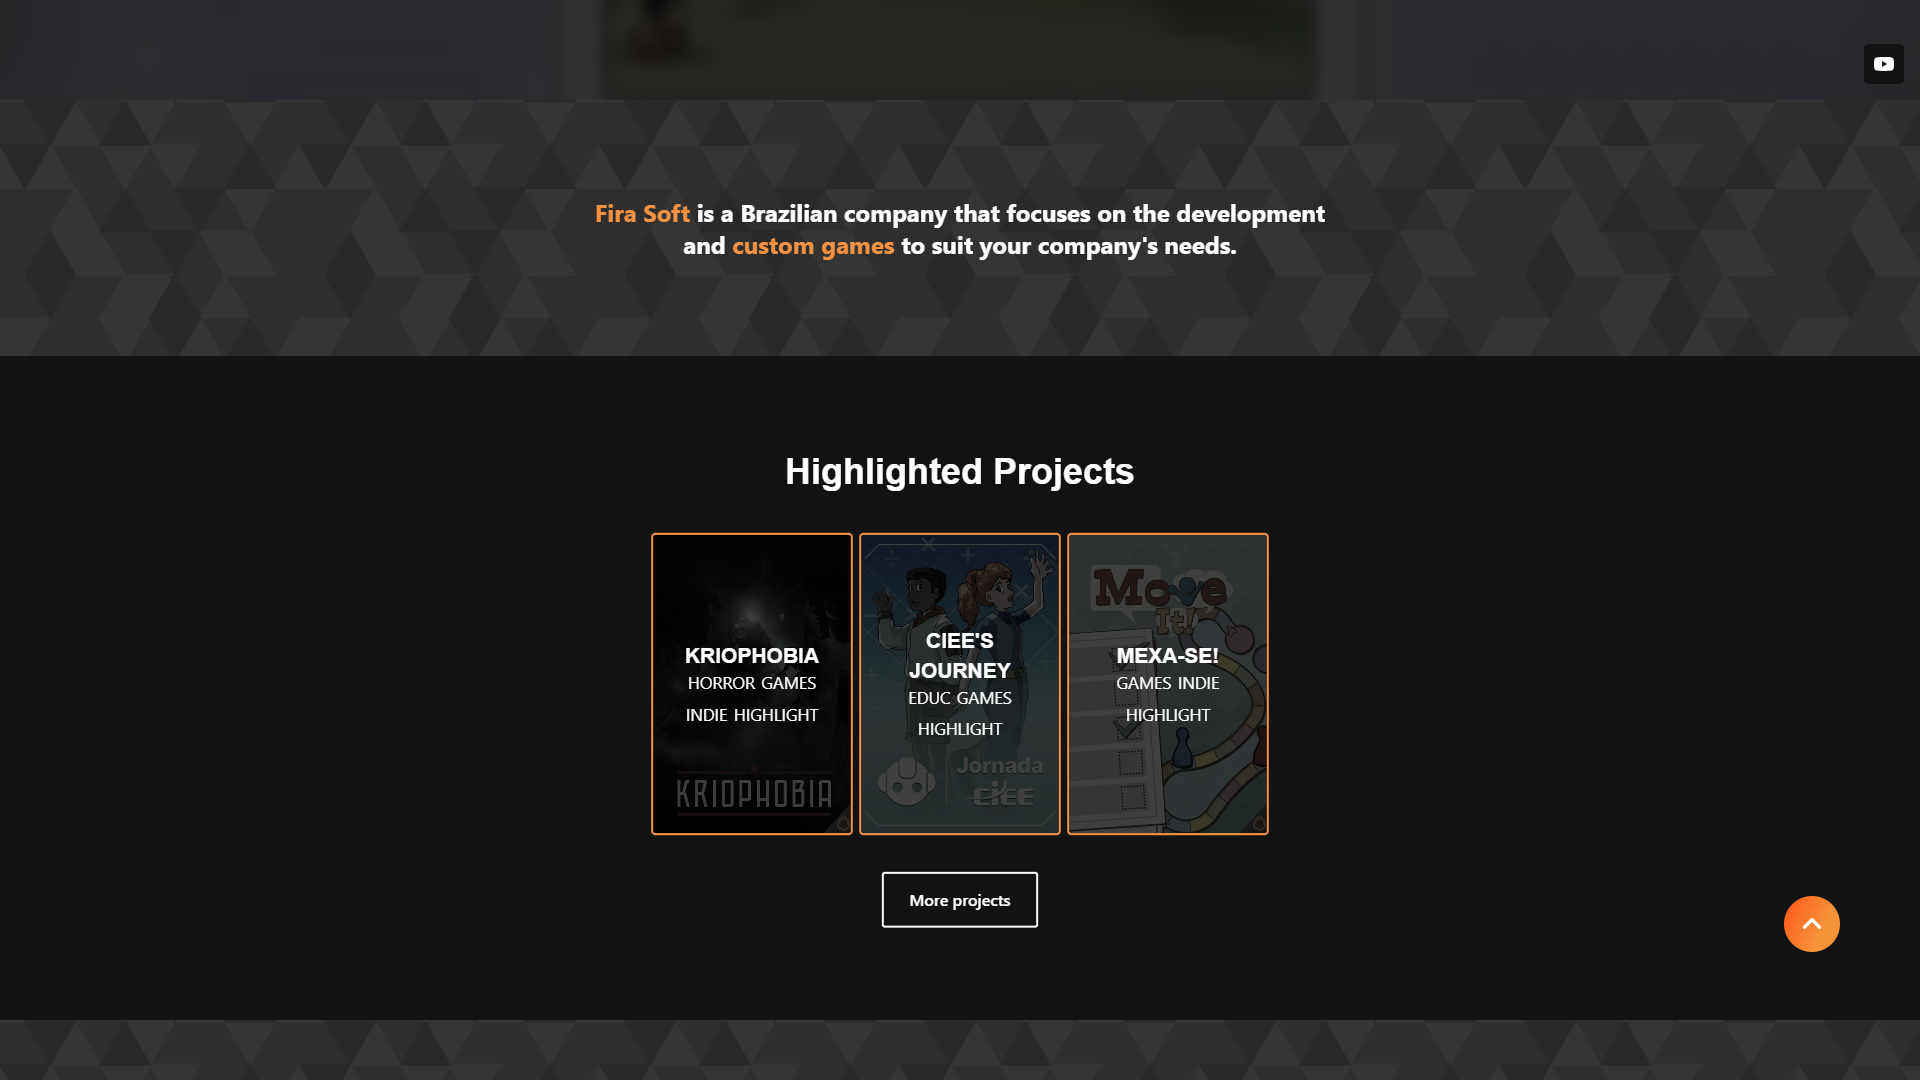 Fira Soft is a Brazilian company that focuses on the development
and custom games to suit your company's needs.
Highlighted Projects
KRIOPHOBIA
HORROR GAMES
INDIE HIGHLIGHT
KRIOPHOBIA
CIEE'S
JOURNEY
EDUC GAMES
HIGHLIGHT
Jornada
CIEE
Move
It!
MEXA-SE!
GAMES INDIE
HIGHLIGHT
More projects